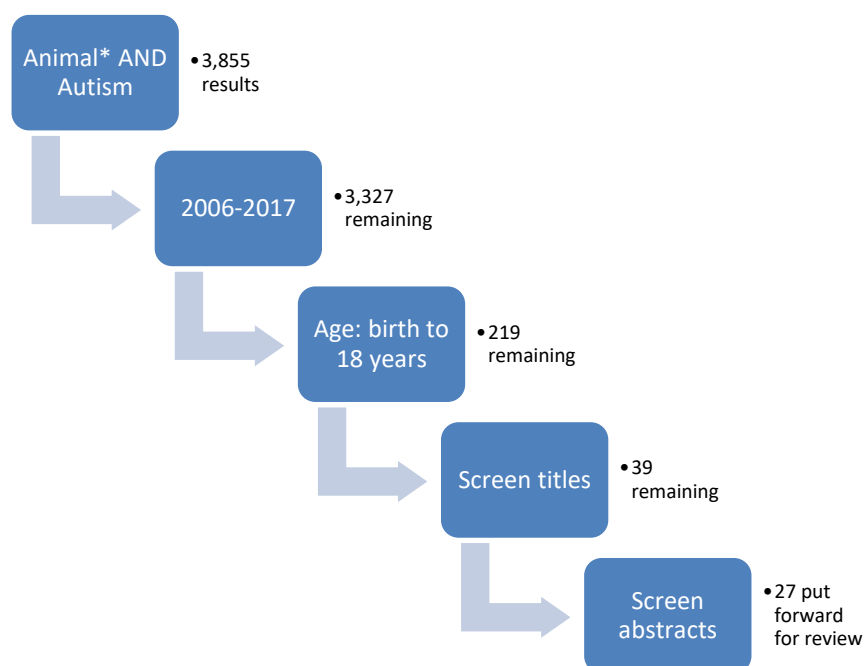 Animal* AND
Autism
•3,855
results
2006-2017
•3,327
remaining
Age: birth to
18 years
•219
remaining
Screen titles
•39
remaining
Screen
abstracts
•27 put
forward
for review